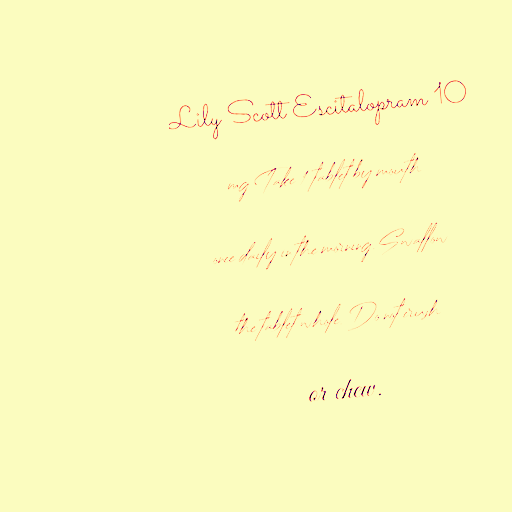 Lily Scott Escitalopram 10
mg Take 1 tablet by mouth
once daily in the morning. Swallow
the tablet whole. Do not crush
or chew.